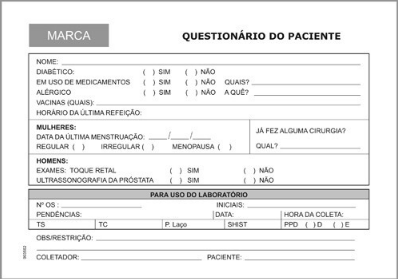 MARCA
QUESTIONÁRIO DO PACIENTE
NOME:
DIABÉTICO: ( ) SIM ( ) NÃO
EM USO DE MEDICAMENTOS ( ) SIM ( ) NÃO QUAIS?
ALÉRGICO ( ) SIM ( ) NÃO A QUÊ?
VACINAS (QUAIS):
HORÁRIO DA ÚLTIMA REFEIÇÃO:
MULHERES:
DATA DA ÚLTIMA MENSTRUAÇÃO: ____/____/____
REGULAR ( ) IRREGULAR ( ) MENOPAUSA ( )
JÁ FEZ ALGUMA CIRURGIA?
QUAL?
HOMENS:
EXAMES: TOQUE RETAL ( ) SIM ( ) NÃO
ULTRASSONOGRAFIA DA PRÓSTATA ( ) SIM ( ) NÃO
PARA USO DO LABORATÓRIO
Nº OS : INICIAIS:
PENDÊNCIAS: DATA: HORA DA COLETA:
TS TC P. Laço SHIST PPD ( ) D ( ) E
OBS/RESTRIÇÃO:
COLETADOR: PACIENTE: